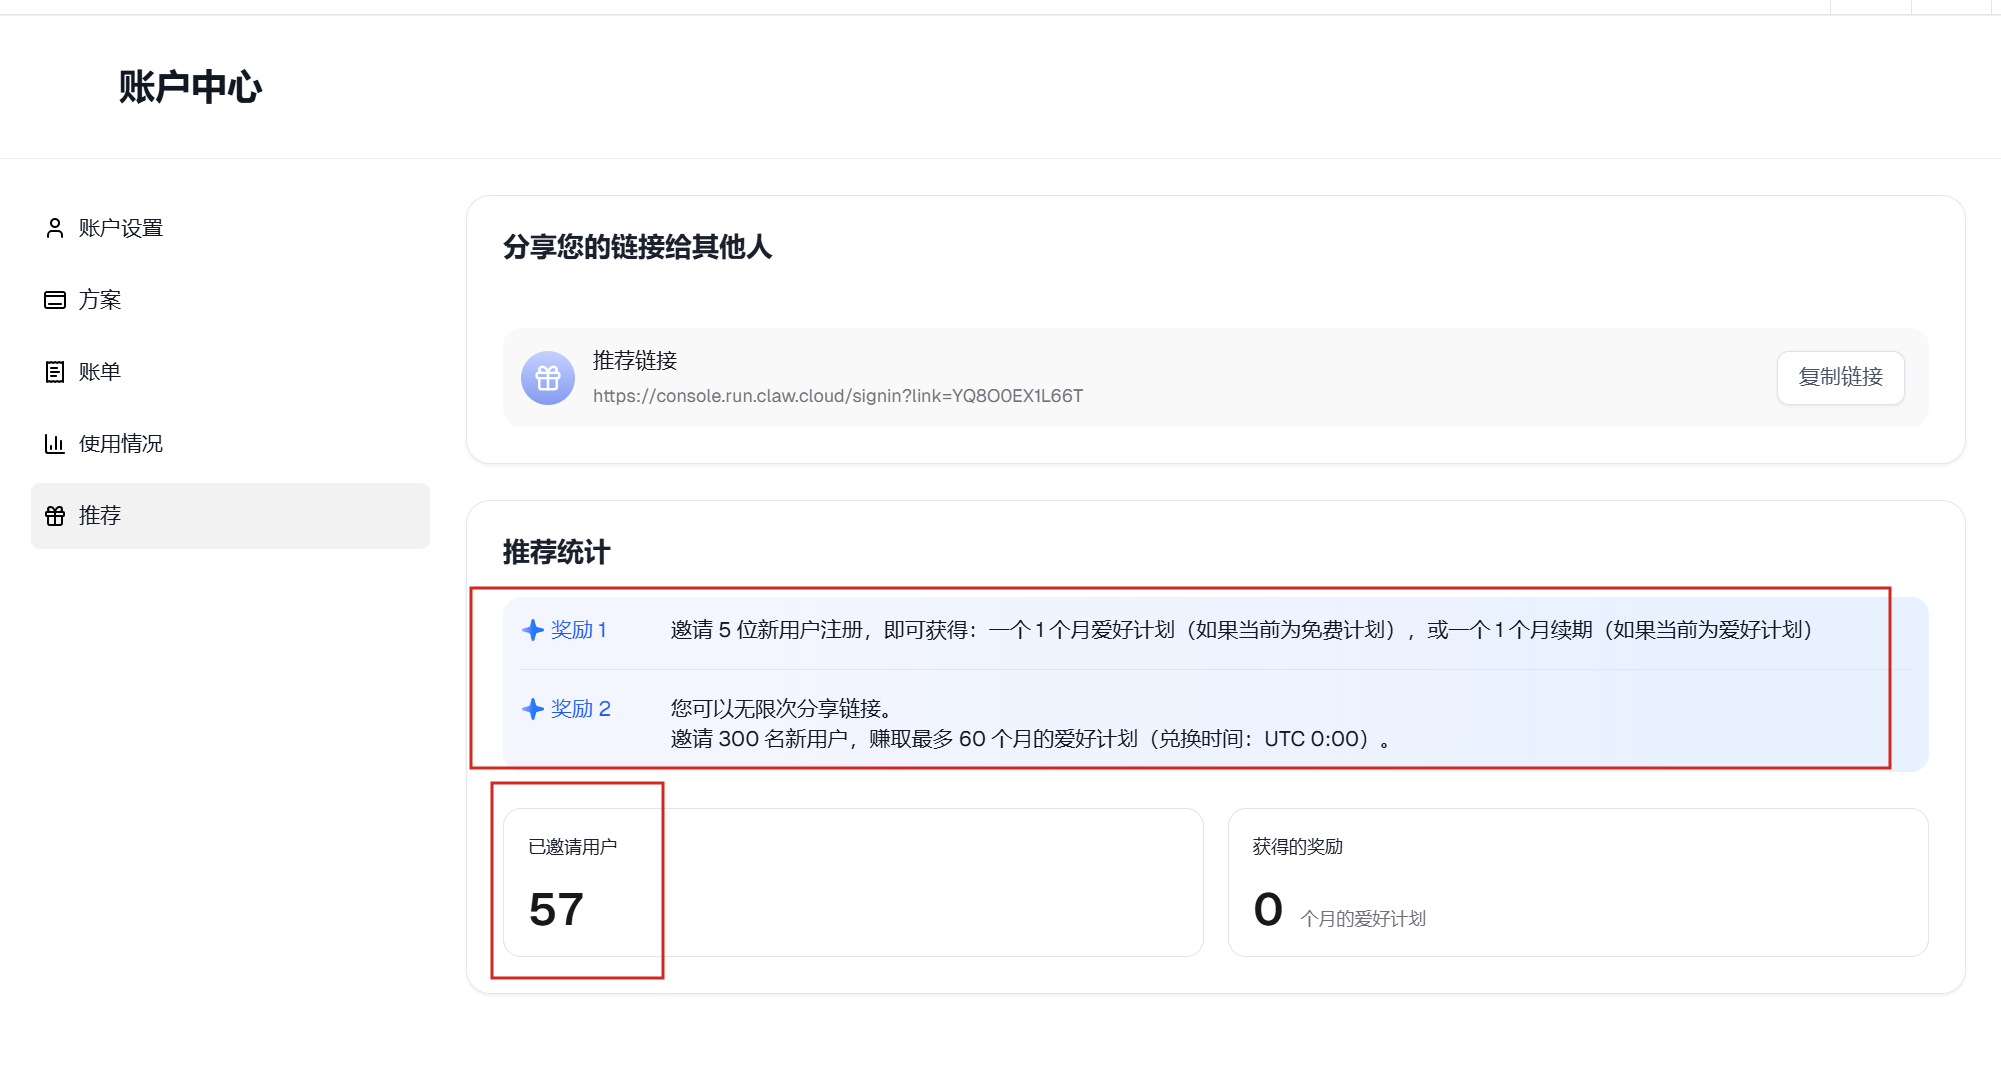 账户中心
账户设置
方案
账单
使用情况
推荐
分享您的链接给其他人
推荐链接
https://console.run.claw.cloud/signin?link=YQ8O0EX1L66T
复制链接
推荐统计
奖励 1
邀请 5 位新用户注册，即可获得：一个 1 个月爱好计划（如果当前为免费计划），或一个 1 个月续期（如果当前为爱好计划）
奖励 2
您可以无限次分享链接。
邀请 300 名新用户，赚取最多 60 个月的爱好计划（兑换时间：UTC 0:00）。
已邀请用户
57
获得的奖励
0 个月的爱好计划